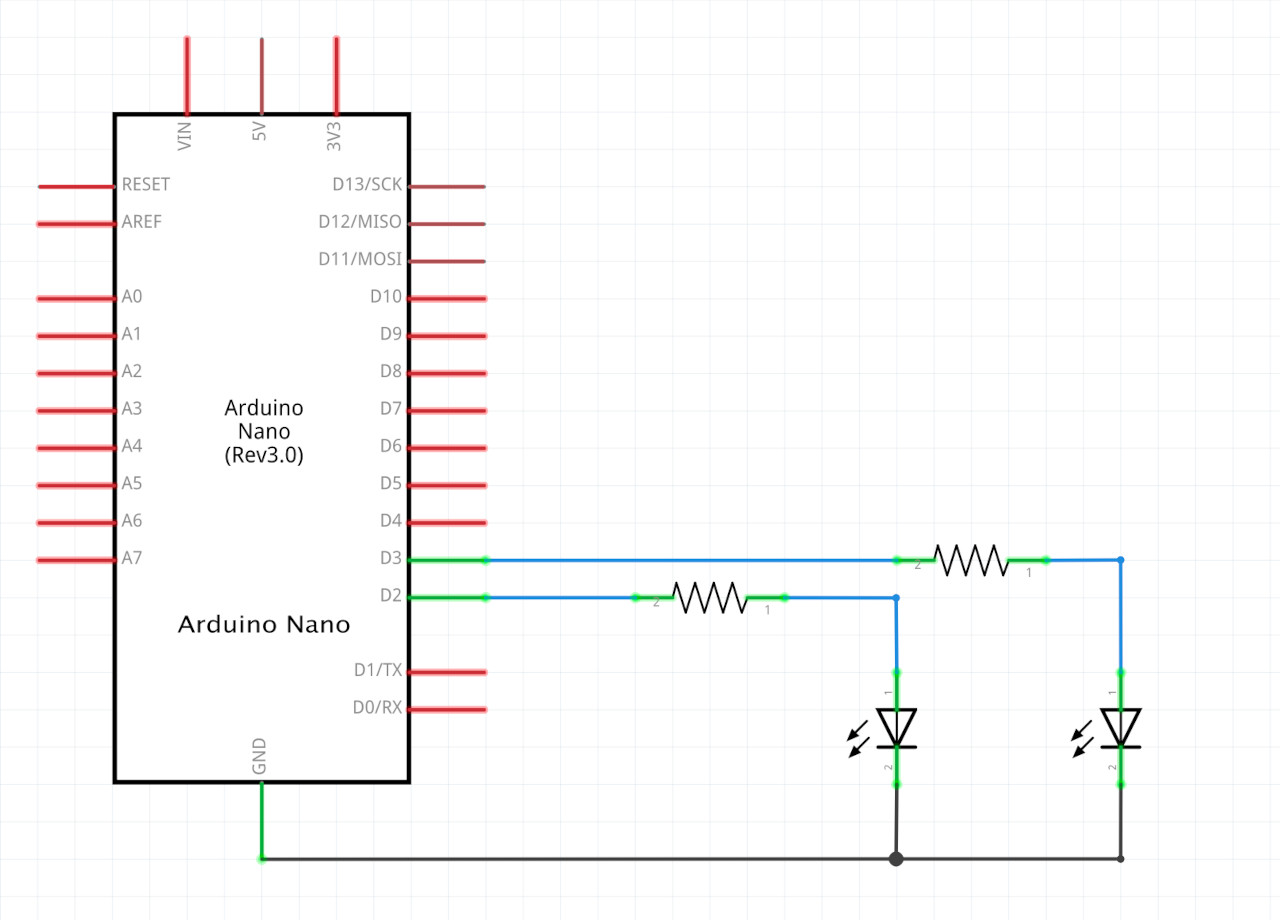 VIN
5V
3V3
RESET
D13/SCK
AREF
D12/MISO
D11/MOSI
A0
D10
A1
D9
A2
D8
A3
D7
Arduino
Nano
(Rev3.0)
A4
D6
A5
D5
A6
D4
A7
D3
2
1
D2
2
1
Arduino Nano
D1/TX
1
1
D0/RX
GND
2
2